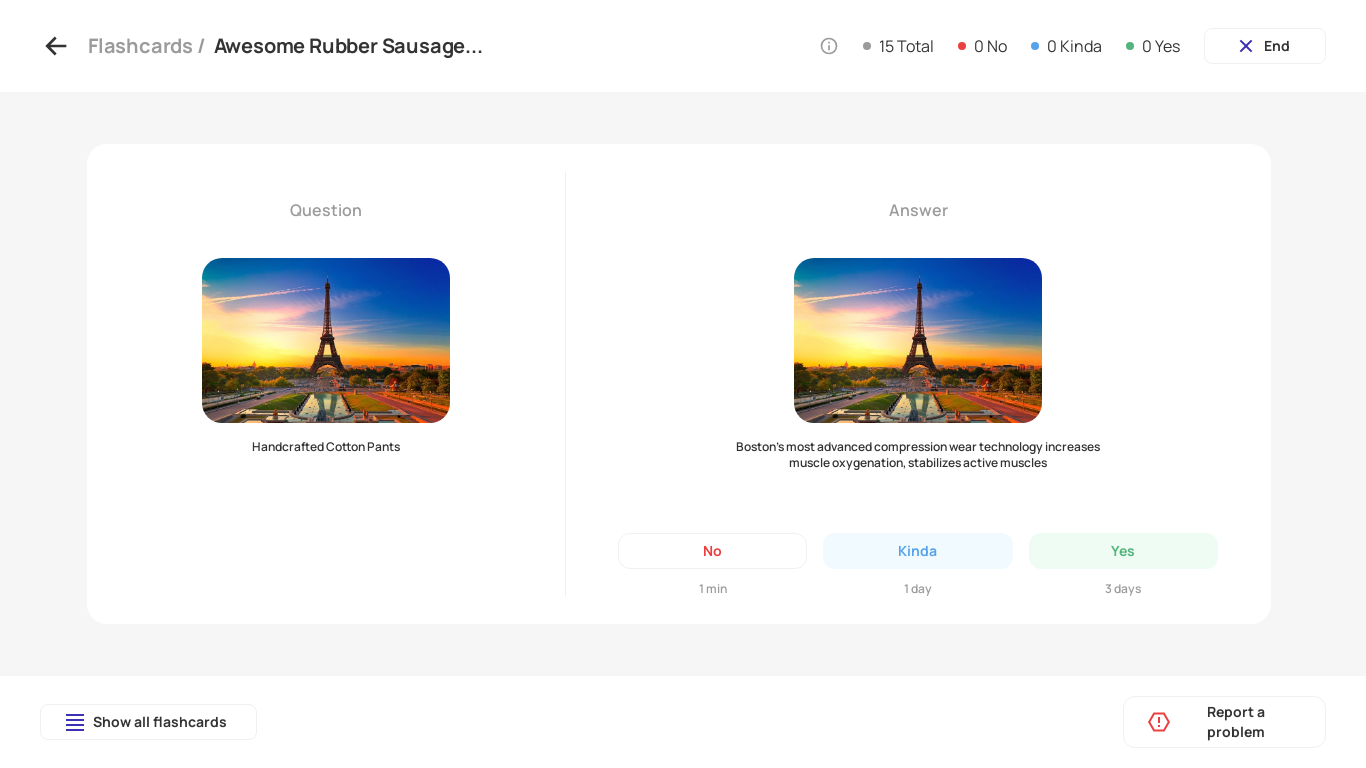 Flashcards / Awesome Rubber Sausage...
15 Total
0 No
0 Kinda
0 Yes
End
Question
Handcrafted Cotton Pants
Answer
Boston's most advanced compression wear technology increases
muscle oxygenation, stabilizes active muscles
No
Kinda
Yes
1 min
1 day
3 days
Show all flashcards
Report a
problem